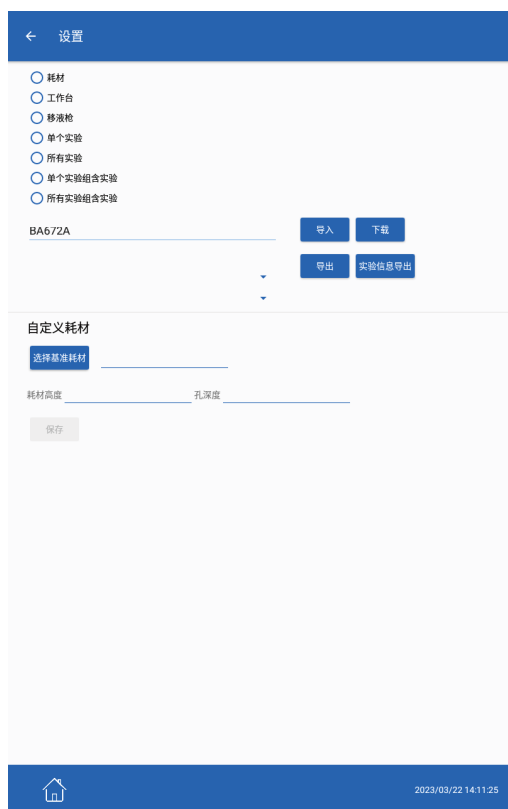 设置
耗材
工作台
移液枪
单个实验
所有实验
单个实验组含实验
所有实验组含实验
BA672A 导入 下载
导出 实验信息导出
自定义耗材
选择基准耗材
耗材高度 孔深度
保存
2023/03/22 14:11:25